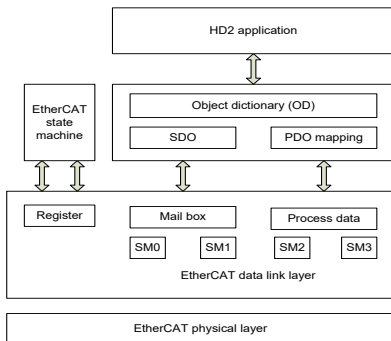 HD2 application
EtherCAT
state
machine
Object dictionary (OD)
SDO
PDO mapping
Register
Mail box
Process data
SM0
SM1
SM2
SM3
EtherCAT data link layer
EtherCAT physical layer